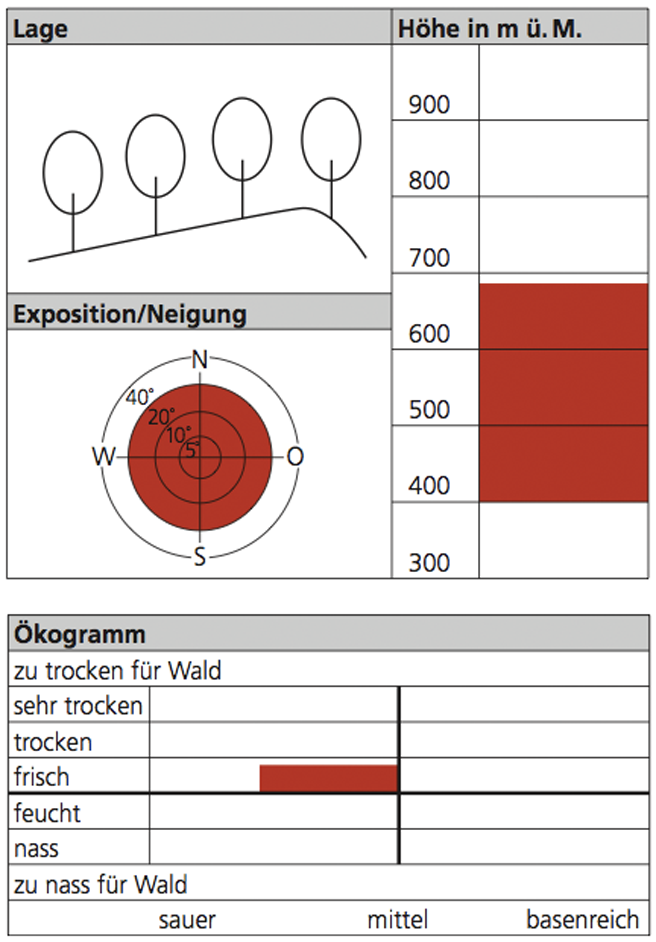 Lage
Höhe in m ü. M.
900
800
700
600
500
400
300
Exposition/Neigung
N
40°
20°
10°
5°
W
O
S
Ökogramm
zu trocken für Wald
sehr trocken
trocken
frisch
feucht
nass
zu nass für Wald
sauer mittel basenreich